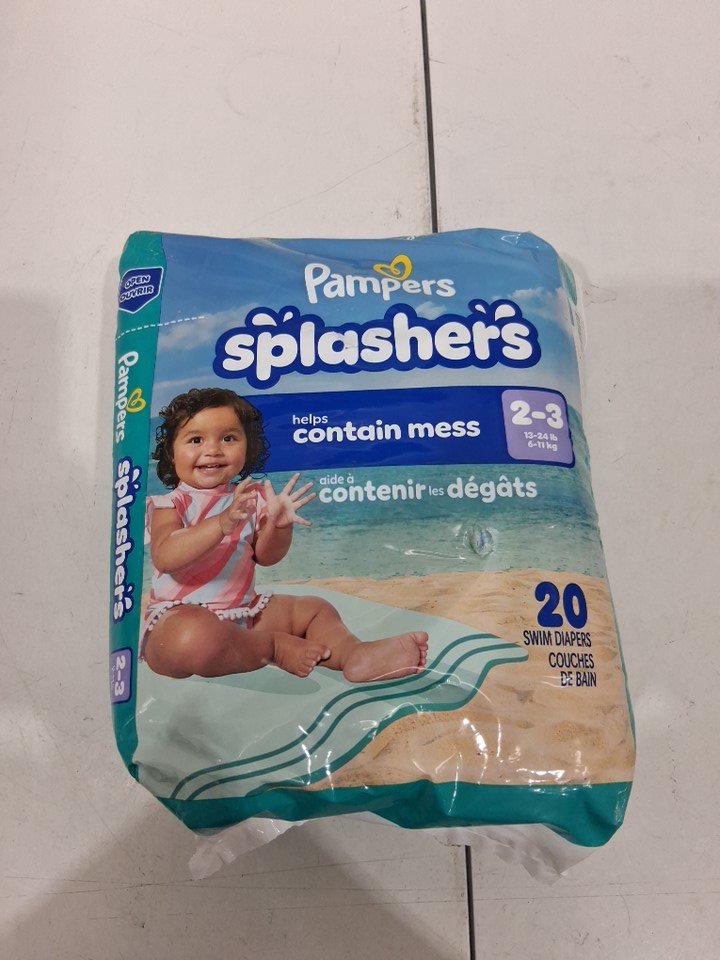 OPEN
OUVRIR
Pampers
splashers
helps
contain mess
2-3
13-24 lb
6-11 kg
aide à
contenir les dégâts
20
SWIM DIAPERS
COUCHES
DE BAIN
Pampers
splashers
2-3